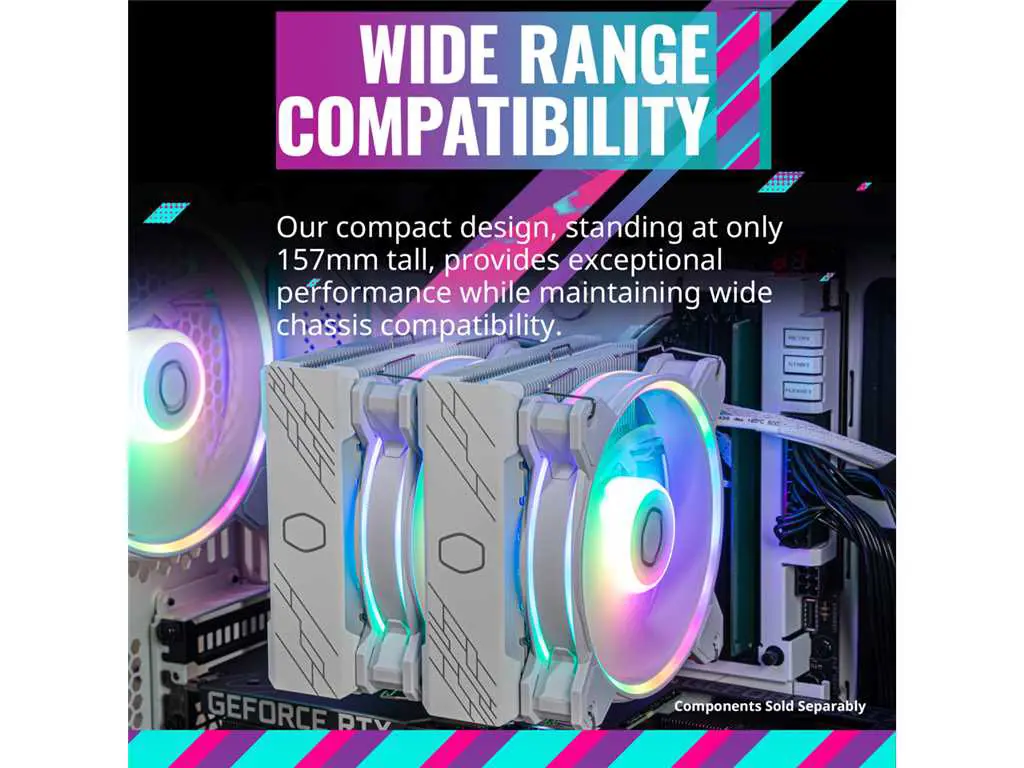 WIDE RANGE
COMPATIBILITY
Our compact design, standing at only
157mm tall, provides exceptional
performance while maintaining wide
chassis compatibility.
GEFORCE RTX
Components Sold Separably